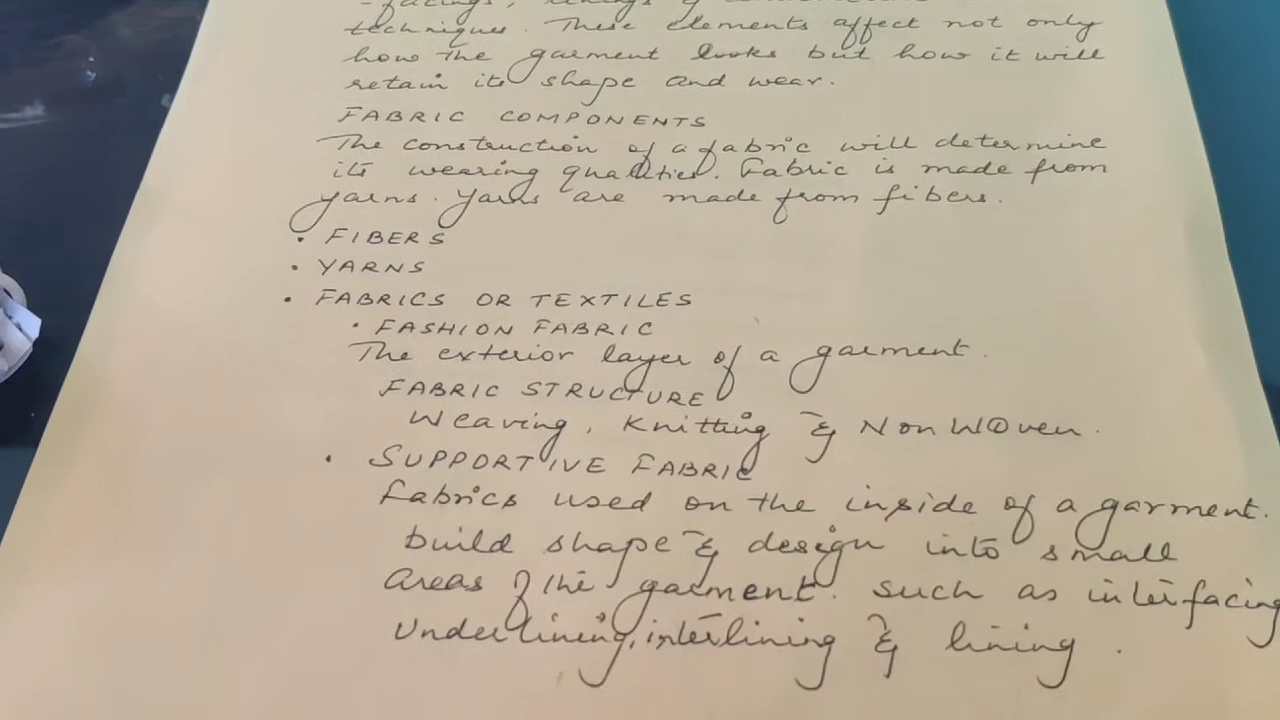 facings, linings &
techniques. These elements affect not only
how the garment looks but how it will
retain its shape and wear.
FABRIC COMPONENTS
The construction of a fabric will determine
its wearing qualities. Fabric is made from
yarns. Yarns are made from fibers.
• FIBERS
• YARNS
• FABRICS OR TEXTILES
• FASHION FABRIC
The exterior layer of a garment.
FABRIC STRUCTURE
Weaving, Knitting & Non Woven.
• SUPPORTIVE FABRIC
Fabrics used on the inside of a garment.
build shape & design into small
areas of the garment. such as interfacing
Underlining, interlining & lining.